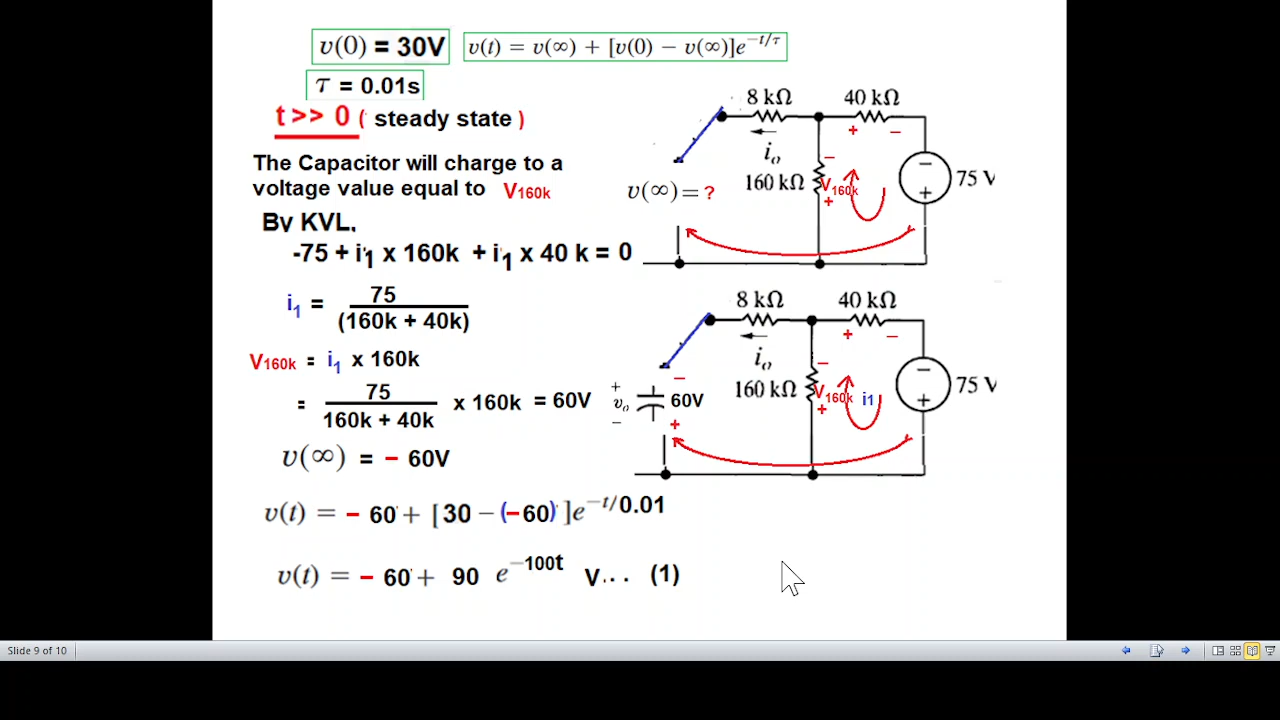 v(0) = 30V
v(t) = v(∞) + [v(0) − v(∞)]e^{−t/τ}
τ = 0.01s
t >> 0 ( steady state )
The Capacitor will charge to a
voltage value equal to V160k
By KVL,
-75 + i1 x 160k + i1 x 40 k = 0
i1 = 75 / (160k + 40k)
V160k = i1 x 160k
= 75 / 160k + 40k x 160k = 60V
v(∞) = − 60V
v(t) = − 60 + [ 30 − (−60) ]e^{−t/0.01}
v(t) = − 60 + 90 e^{−100t} V... (1)
8 kΩ
40 kΩ
+ −
i_o
−
160 kΩ
V160k
+
−
+
75 V
v(∞) = ?
8 kΩ
40 kΩ
+ −
i_o
−
160 kΩ
V160k
i1
+
−
+
75 V
+
v_o
−
−
60V
+
Slide 9 of 10